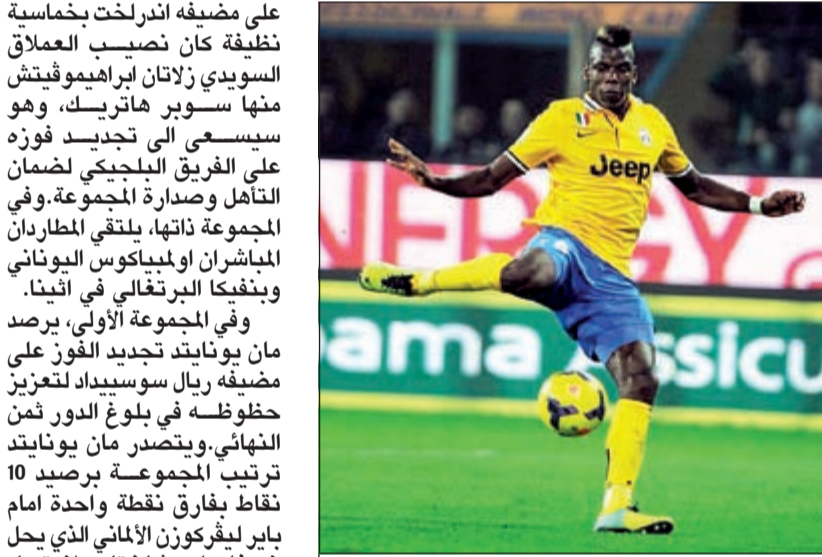 على مضيفه اندرلخت بخماسية
نظيفة كان نصيب العملاق
السويدي زلاتان ابراهيموڤيتش
منها سوبر هاتريك، وهو
سيسعى الى تجديد فوزه
على الفريق البلجيكي لضمان
التأهل وصدارة المجموعة.وفي
المجموعة ذاتها، يلتقي المطاردان
المباشران اولمبياكوس اليوناني
وبنفيكا البرتغالي في اثينا.
وفي المجموعة الأولى، يرصد
مان يونايتد تجديد الفوز على
مضيفه ريال سوسييداد لتعزيز
حظوظه في بلوغ الدور ثمن
النهائي.ويتصدر مان يونايتد
ترتيب المجموعة برصيد 10
نقاط بفارق نقطة واحدة امام
باير ليڤركوزن الألماني الذي يحل
Jeep
NERGY
ama Assicu